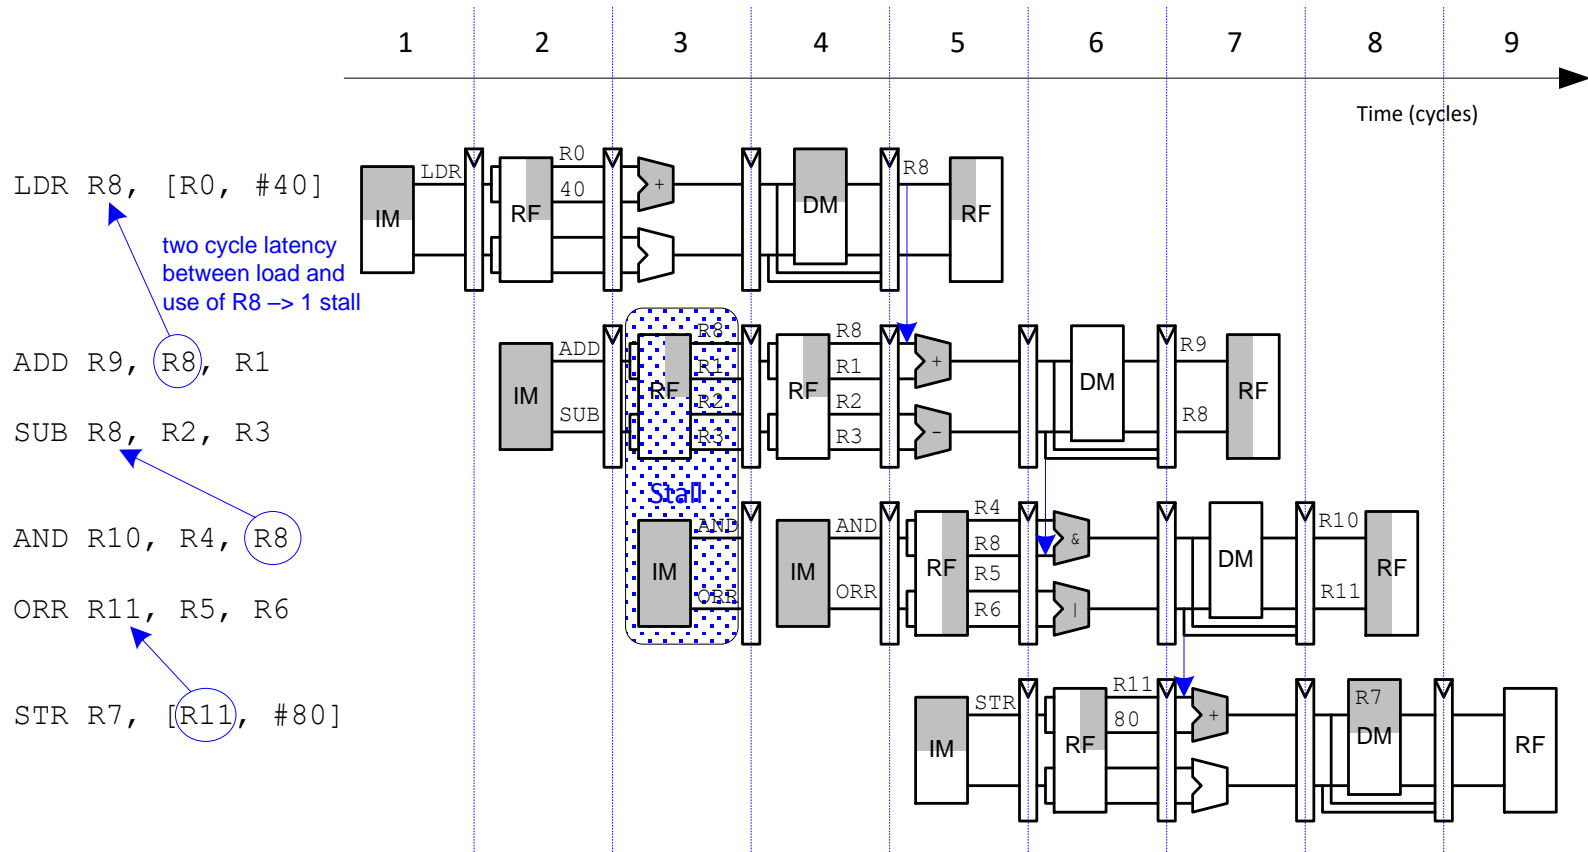 1 2 3 4 5 6 7 8 9
Time (cycles)
LDR R8, [R0, #40]
IM LDR RF R0 40 + DM R8 RF
two cycle latency
between load and
use of R8 –> 1 stall
ADD R9, R8, R1
SUB R8, R2, R3
IM ADD SUB RF R8 R1 R2 R3 RF R8 R1 R2 R3 + - DM R9 R8 RF
Stall
AND R10, R4, R8
ORR R11, R5, R6
IM AND ORR IM AND ORR RF R4 R8 R5 R6 & | DM R10 R11 RF
STR R7, [R11, #80]
IM STR RF R11 80 + R7 DM RF